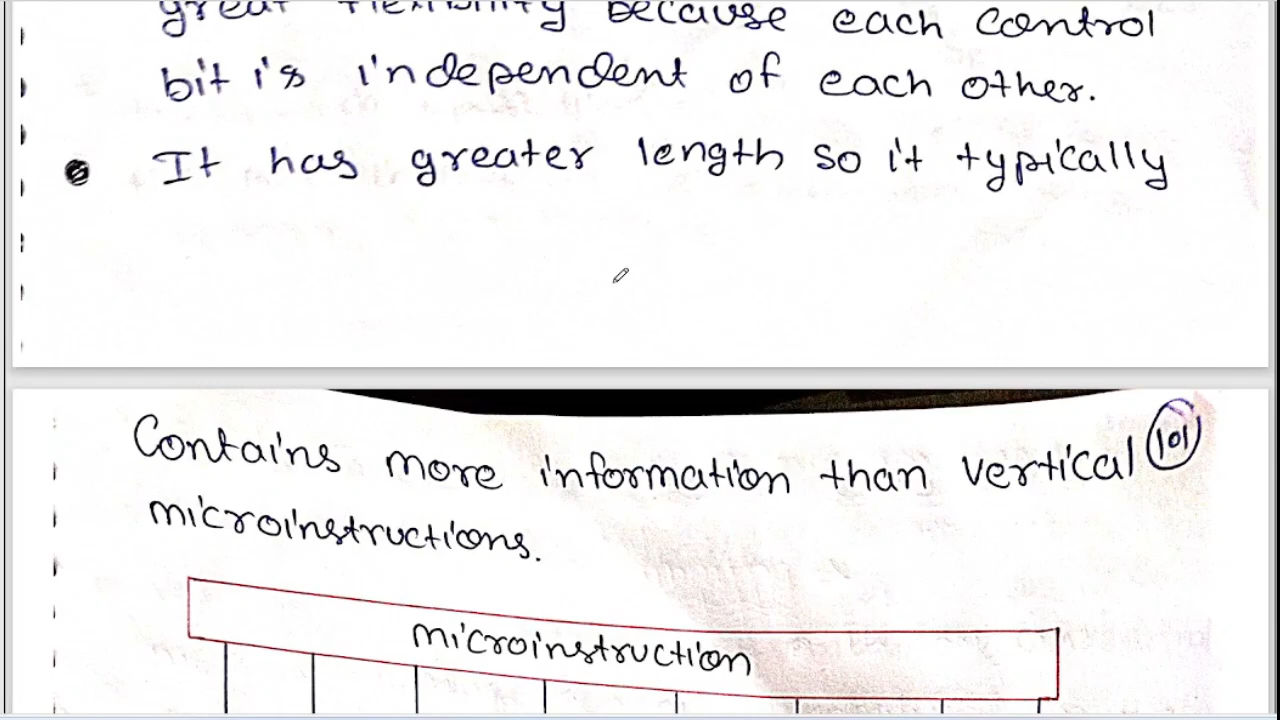 great flexibility because each control
bit is independent of each other.
It has greater length so it typically
Contains more information than vertical
101
microinstructions.
microinstruction